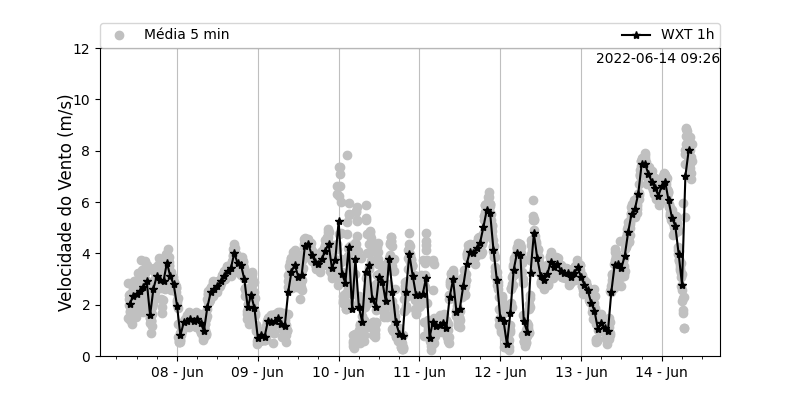 Média 5 min
WXT 1h
2022-06-14 09:26
Velocidade do Vento (m/s)
12
10
8
6
4
2
0
08 - Jun
09 - Jun
10 - Jun
11 - Jun
12 - Jun
13 - Jun
14 - Jun